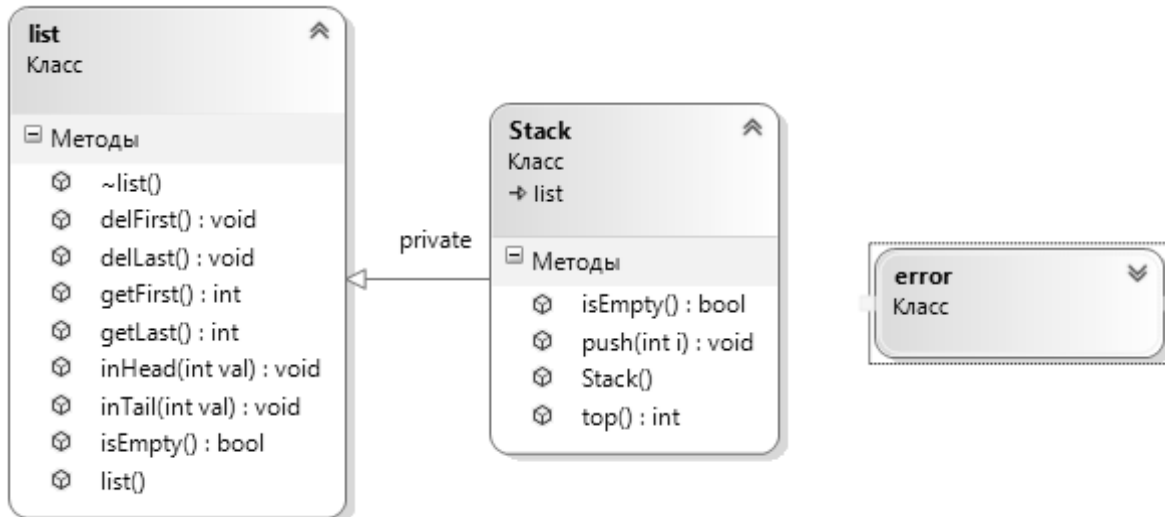 list
Класс
Методы
~list()
delFirst() : void
delLast() : void
getFirst() : int
getLast() : int
inHead(int val) : void
inTail(int val) : void
isEmpty() : bool
list()
private
Stack
Класс
list
Методы
isEmpty() : bool
push(int i) : void
Stack()
top() : int
error
Класс